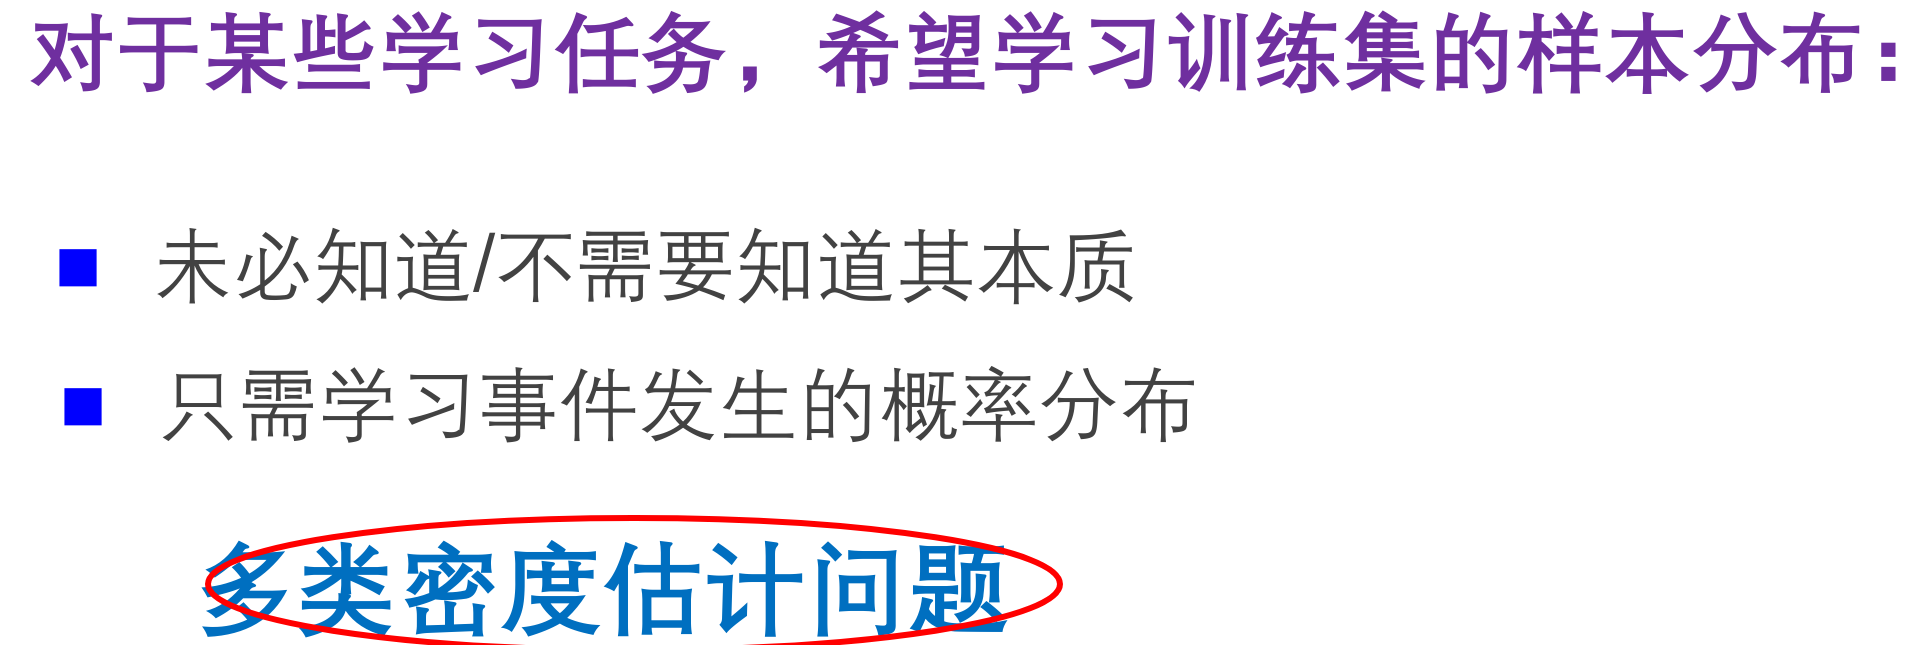 对于某些学习任务，希望学习训练集的样本分布：
未必知道/不需要知道其本质
只需学习事件发生的概率分布
多类密度估计问题